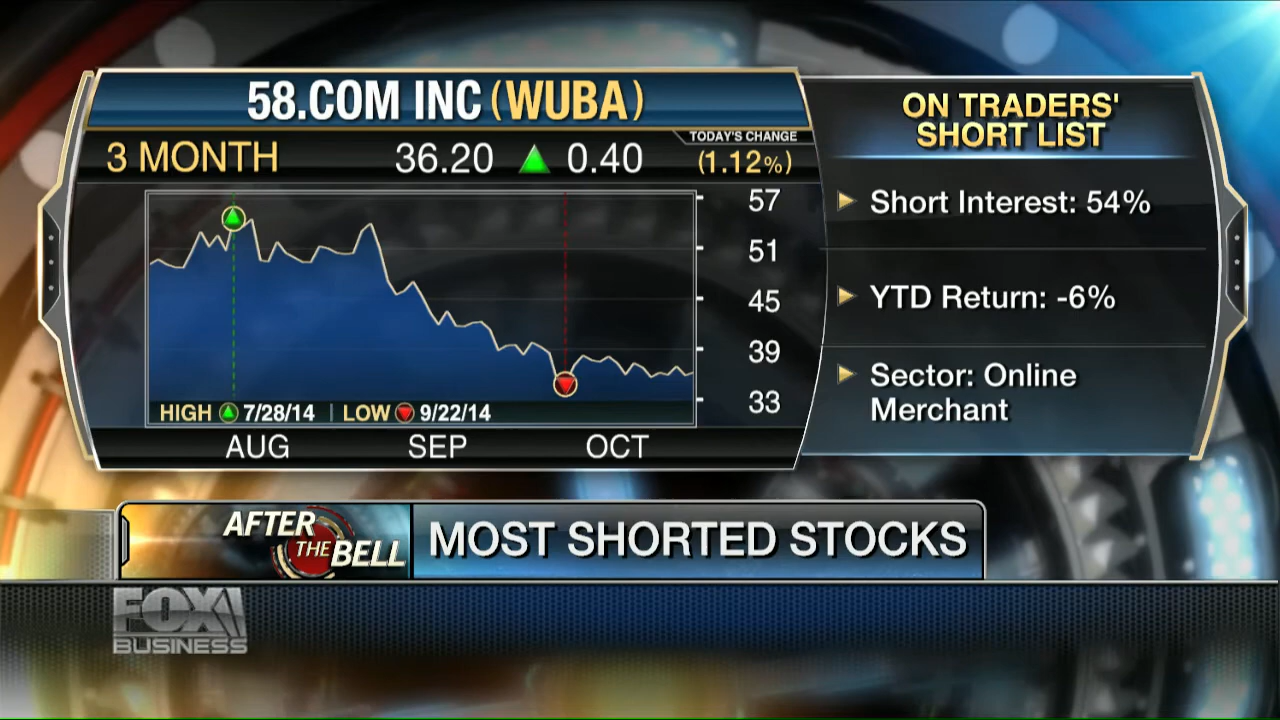 58.COM INC (WUBA)
TODAY'S CHANGE
3 MONTH 36.20 0.40 (1.12%)
57
51
45
39
33
HIGH 7/28/14 | LOW 9/22/14
AUG SEP OCT
ON TRADERS'
SHORT LIST
Short Interest: 54%
YTD Return: -6%
Sector: Online
Merchant
AFTER
THE BELL
MOST SHORTED STOCKS
FOX
BUSINESS